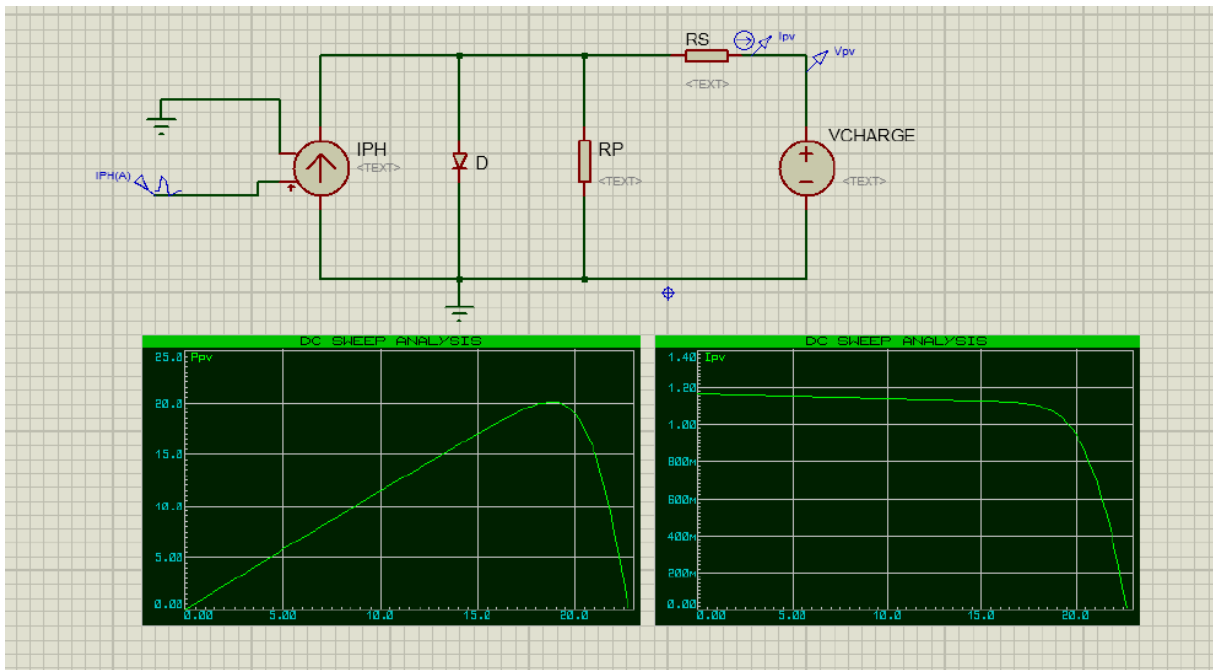 RS
Ipv
Vpv
<TEXT>
VCHARGE
IPH
<TEXT>
D
RP
<TEXT>
<TEXT>
IPH(A)
DC SWEEP ANALYSIS
25.0
Ppv
20.0
15.0
10.0
5.00
0.00
0.00 5.00 10.0 15.0 20.0
DC SWEEP ANALYSIS
1.40
Ipv
1.20
1.00
800m
600m
400m
200m
0.00
0.00 5.00 10.0 15.0 20.0